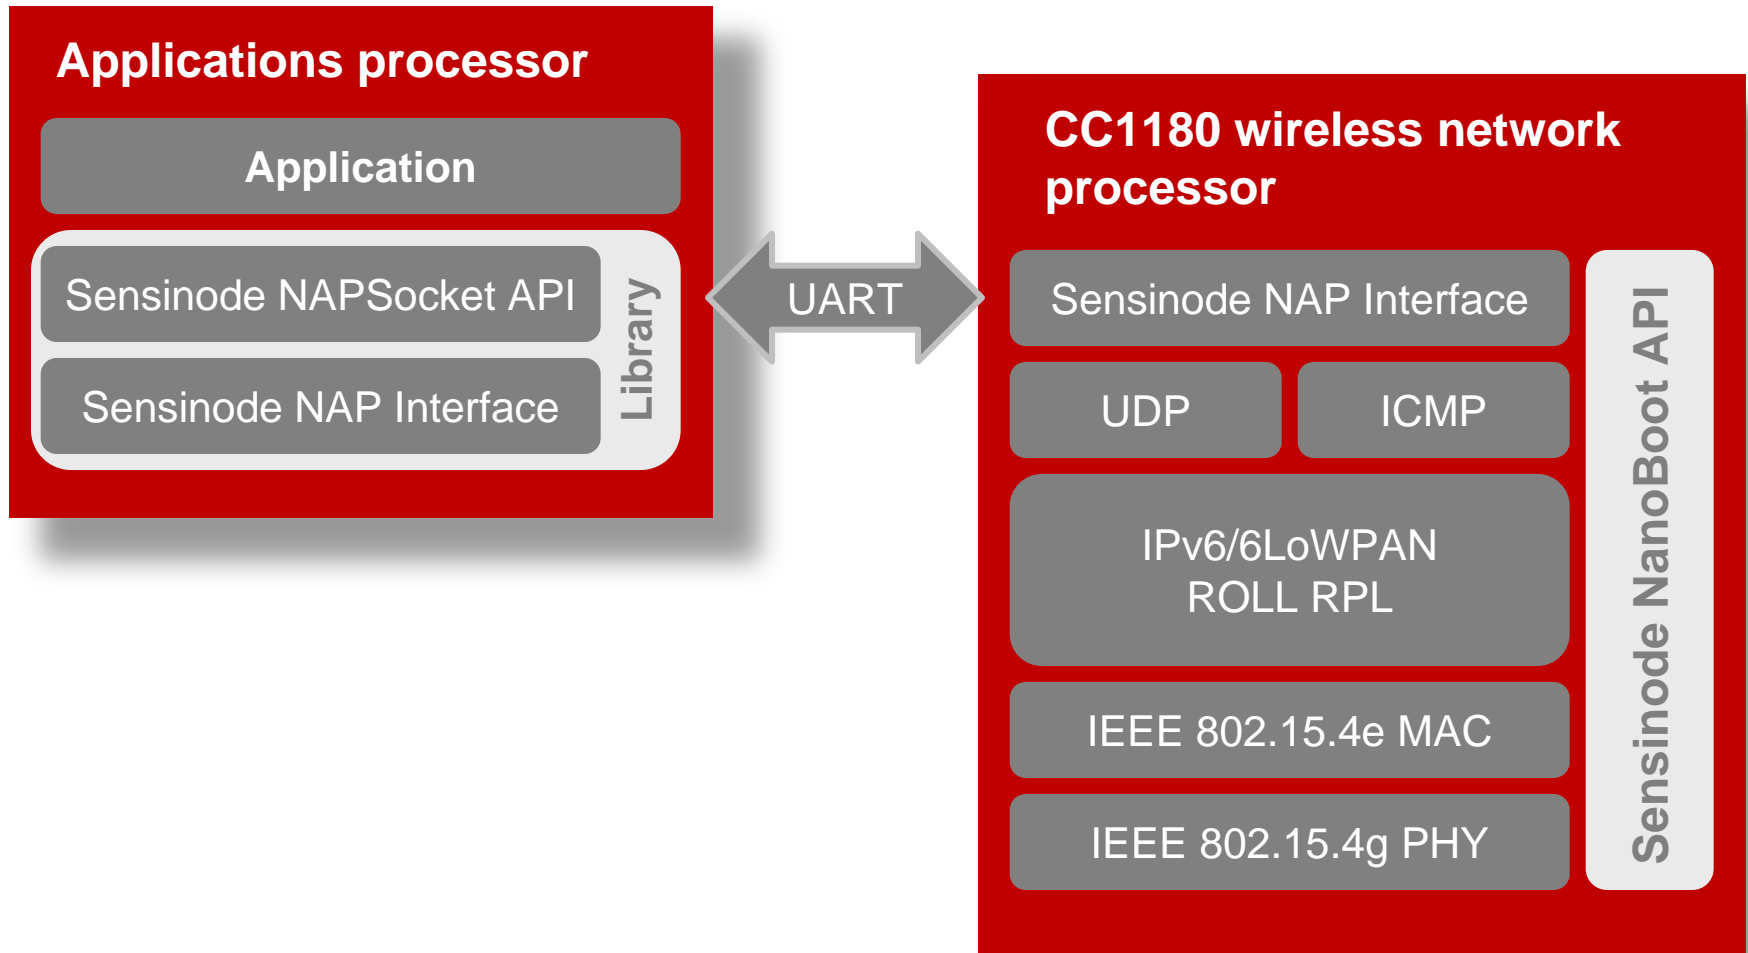 Applications processor
Application
Sensinode NAPSocket API
Sensinode NAP Interface
Library
UART
CC1180 wireless network
processor
Sensinode NAP Interface
UDP
ICMP
IPv6/6LoWPAN
ROLL RPL
IEEE 802.15.4e MAC
IEEE 802.15.4g PHY
Sensinode NanoBoot API